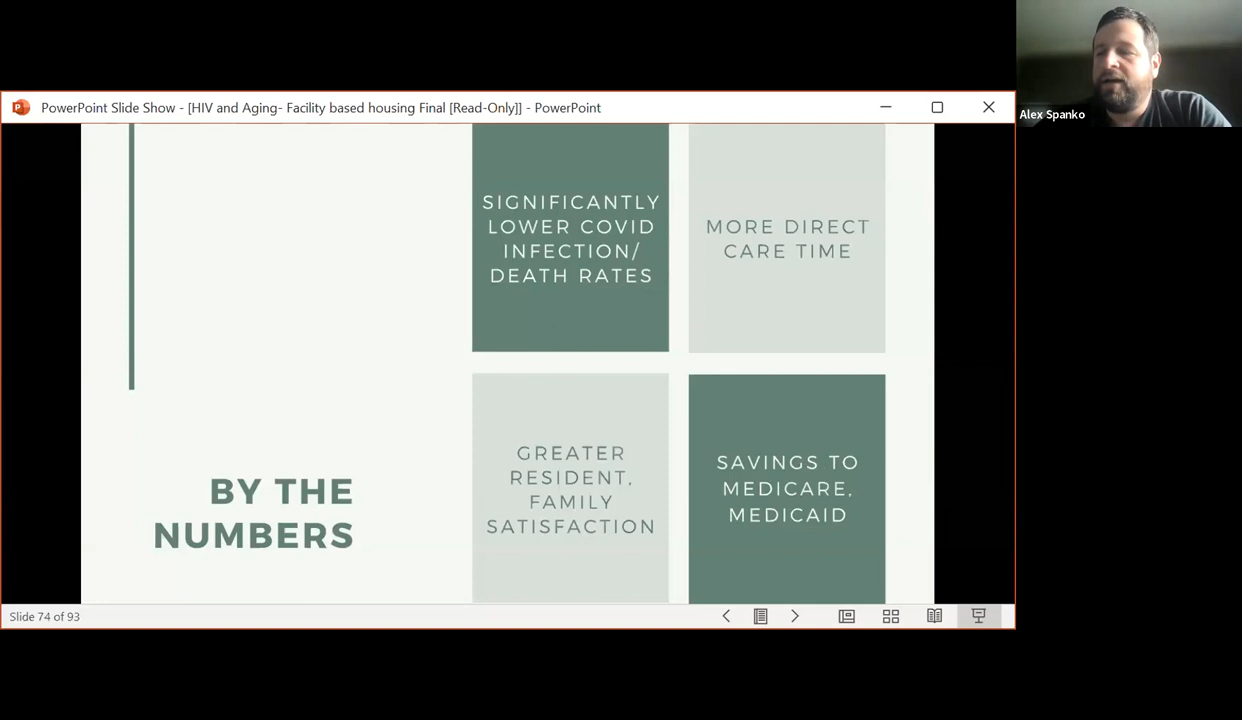 PowerPoint Slide Show - [HIV and Aging- Facility based housing Final [Read-Only]] - PowerPoint
Alex Spanko
SIGNIFICANTLY
LOWER COVID
INFECTION/
DEATH RATES
MORE DIRECT
CARE TIME
GREATER
RESIDENT,
FAMILY
SATISFACTION
SAVINGS TO
MEDICARE,
MEDICAID
BY THE
NUMBERS
Slide 74 of 93